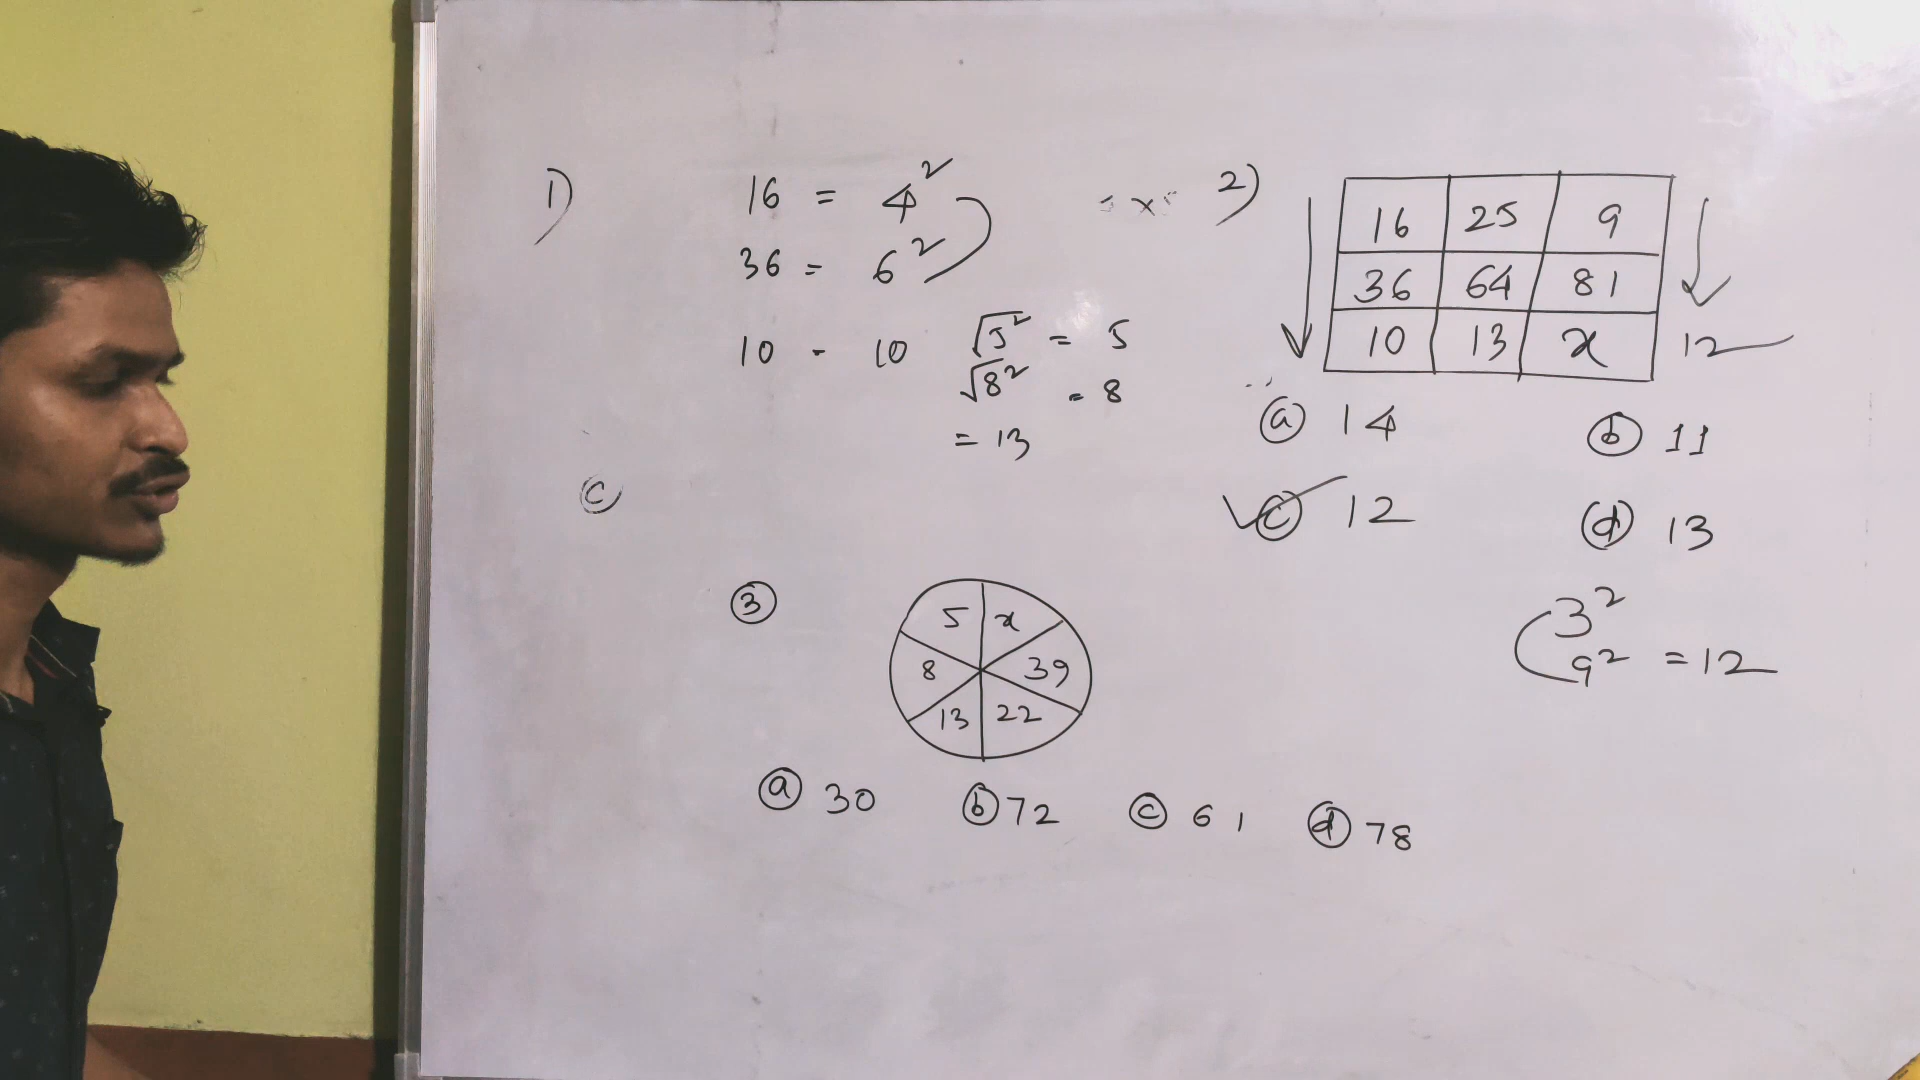 1)
16 = 4²
36 = 6²
10 - 10
√5² = 5
√8² = 8
= 13
c
2)
16 25 9
36 64 81
10 13 x 12
(a) 14 (b) 11
(c) 12 (d) 13
3²
9² = 12
(3)
5 x
8 39
13 22
(a) 30 (b) 72 (c) 61 (d) 78